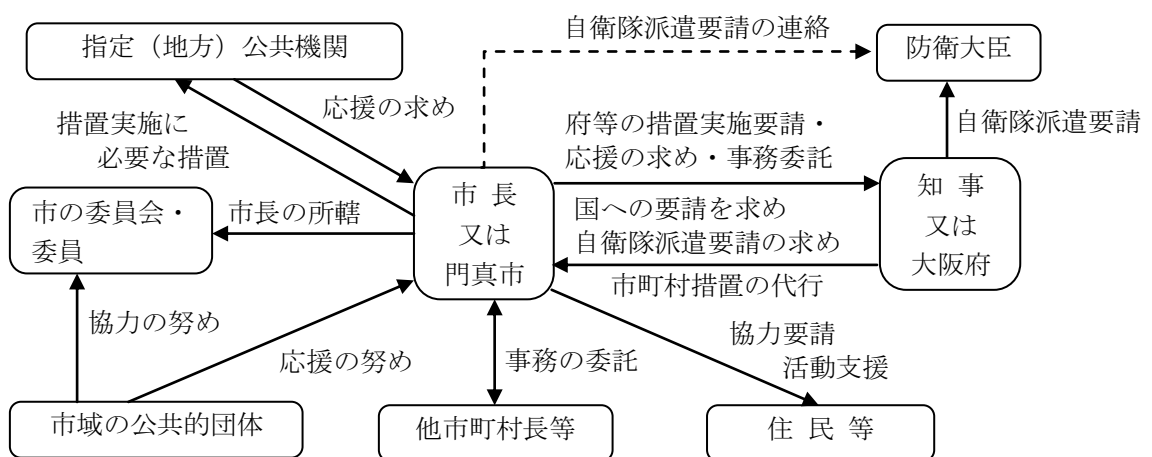 自衛隊派遣要請の連絡
指定（地方）公共機関
防衛大臣
応援の求め
自衛隊派遣要請
措置実施に
必要な措置
府等の措置実施要請・
応援の求め・事務委託
市 長
又は
門真市
知 事
又は
大阪府
市の委員会・
委員
市長の所轄
国への要請を求め
自衛隊派遣要請の求め
市町村措置の代行
協力の努め
応援の努め
事務の委託
協力要請
活動支援
市域の公共的団体
他市町村長等
住 民 等